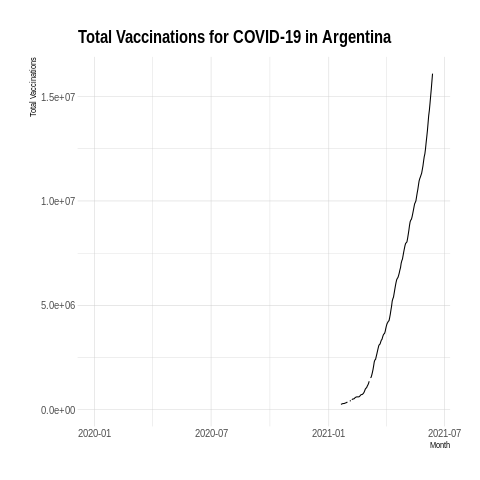 Total Vaccinations for COVID-19 in Argentina
Total Vaccinations
1.5e+07
1.0e+07
5.0e+06
0.0e+00
2020-01 2020-07 2021-01 2021-07
Month